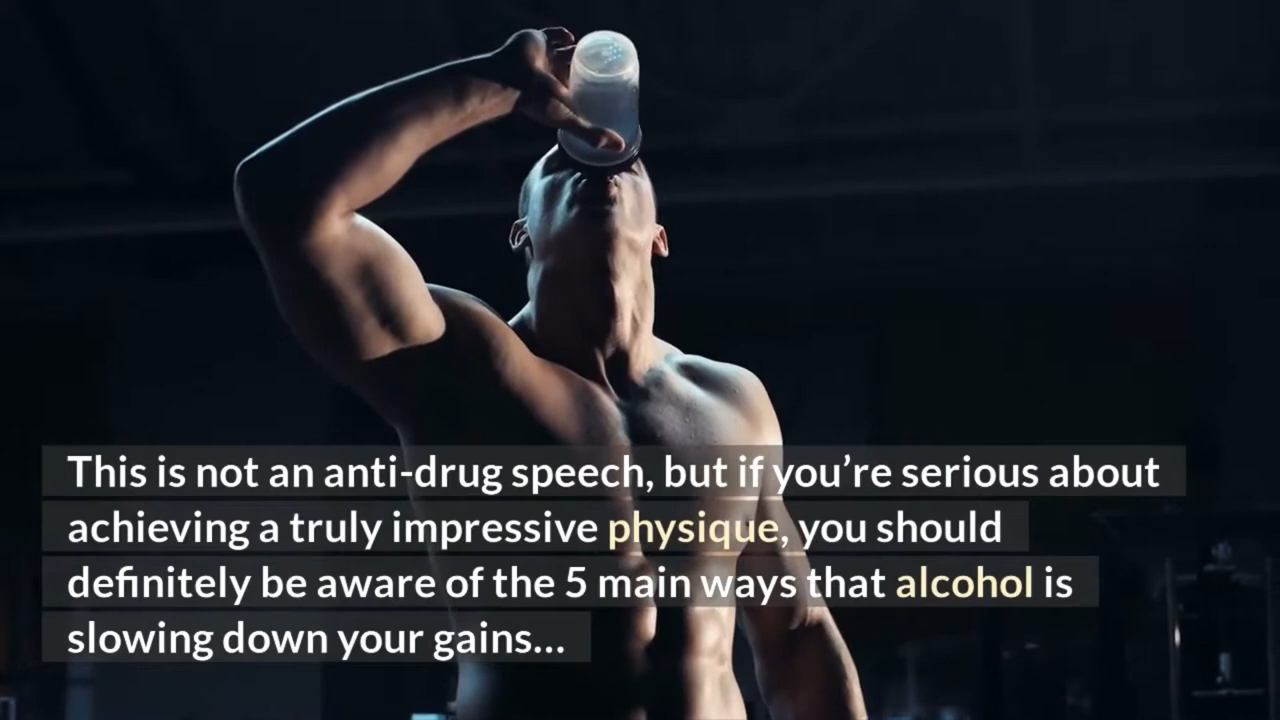 This is not an anti-drug speech, but if you’re serious about
achieving a truly impressive physique, you should
definitely be aware of the 5 main ways that alcohol is
slowing down your gains...